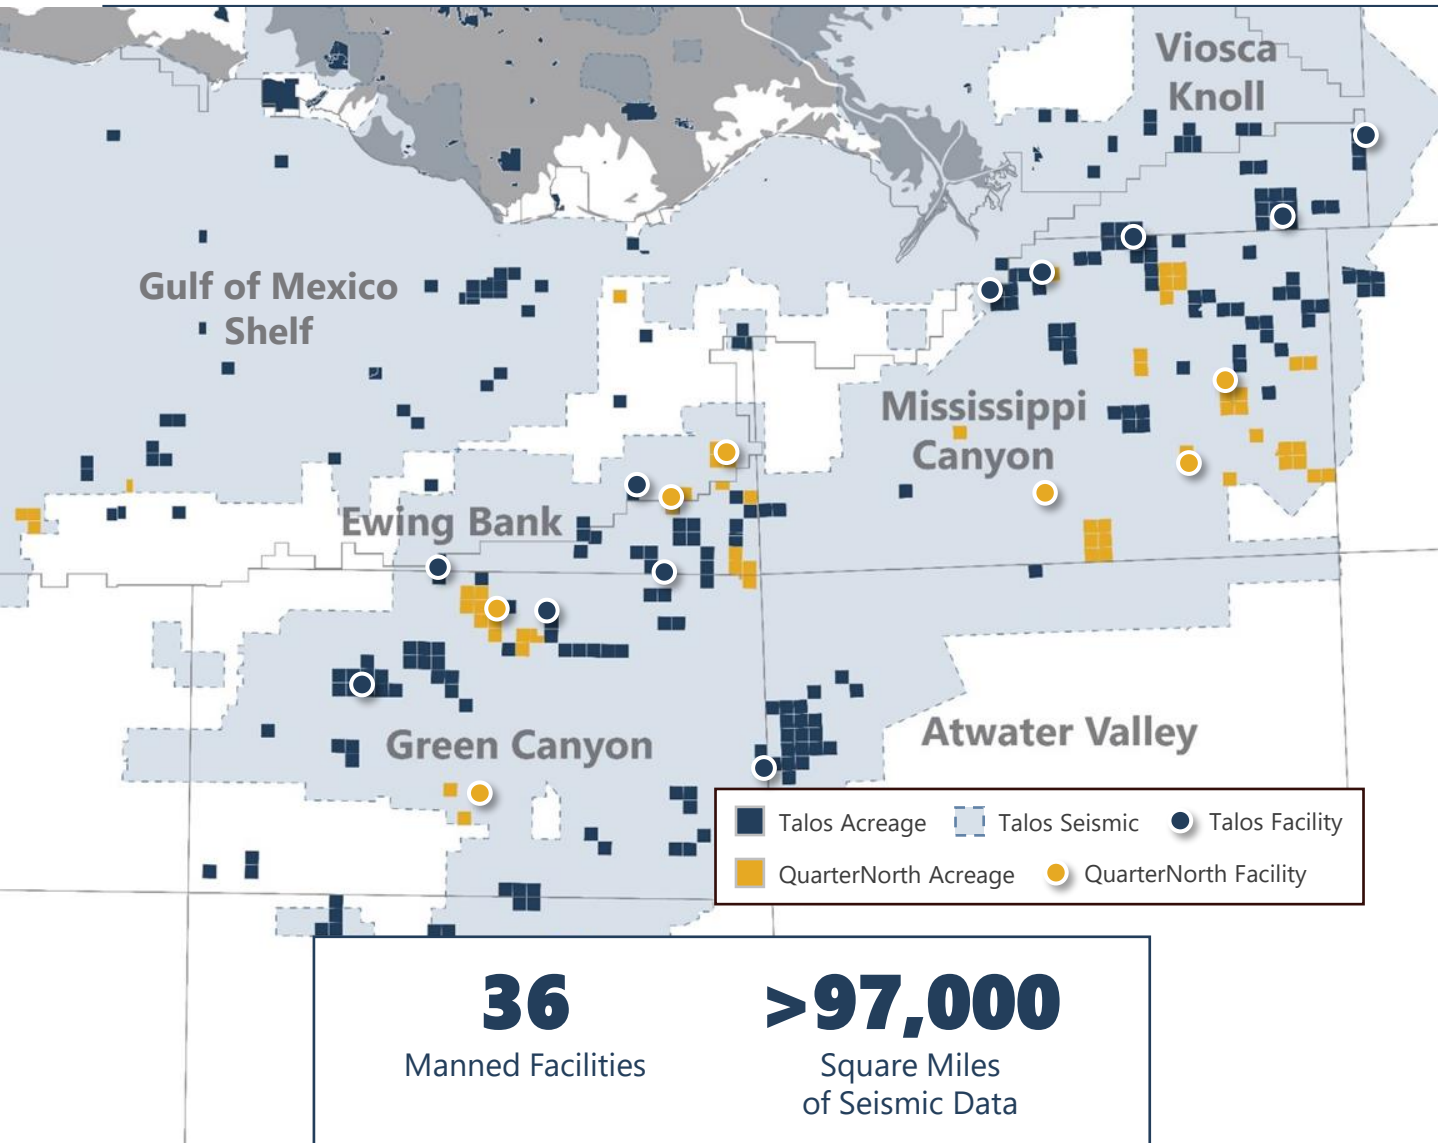 Viosca
Knoll
Gulf of Mexico
Shelf
Mississippi
Canyon
Ewing Bank
Green Canyon
Atwater Valley
Talos Acreage
Talos Seismic
Talos Facility
QuarterNorth Acreage
QuarterNorth Facility
36
Manned Facilities
>97,000
Square Miles
of Seismic Data